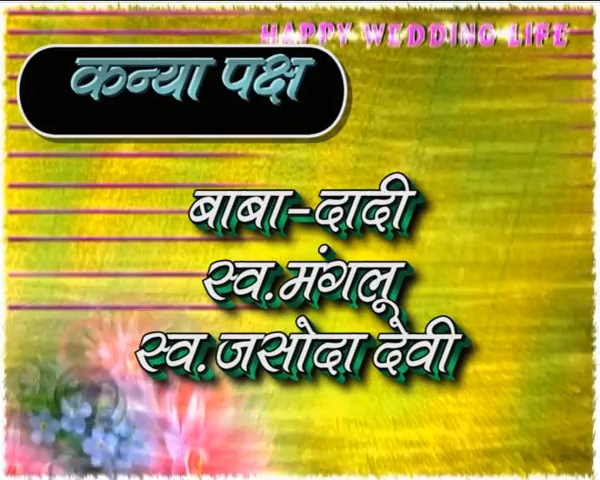 HAPPY WEDDING LIFE
कन्या पक्ष
बाबा-दादी
स्व. मंगलू
स्व. जसोदा देवी